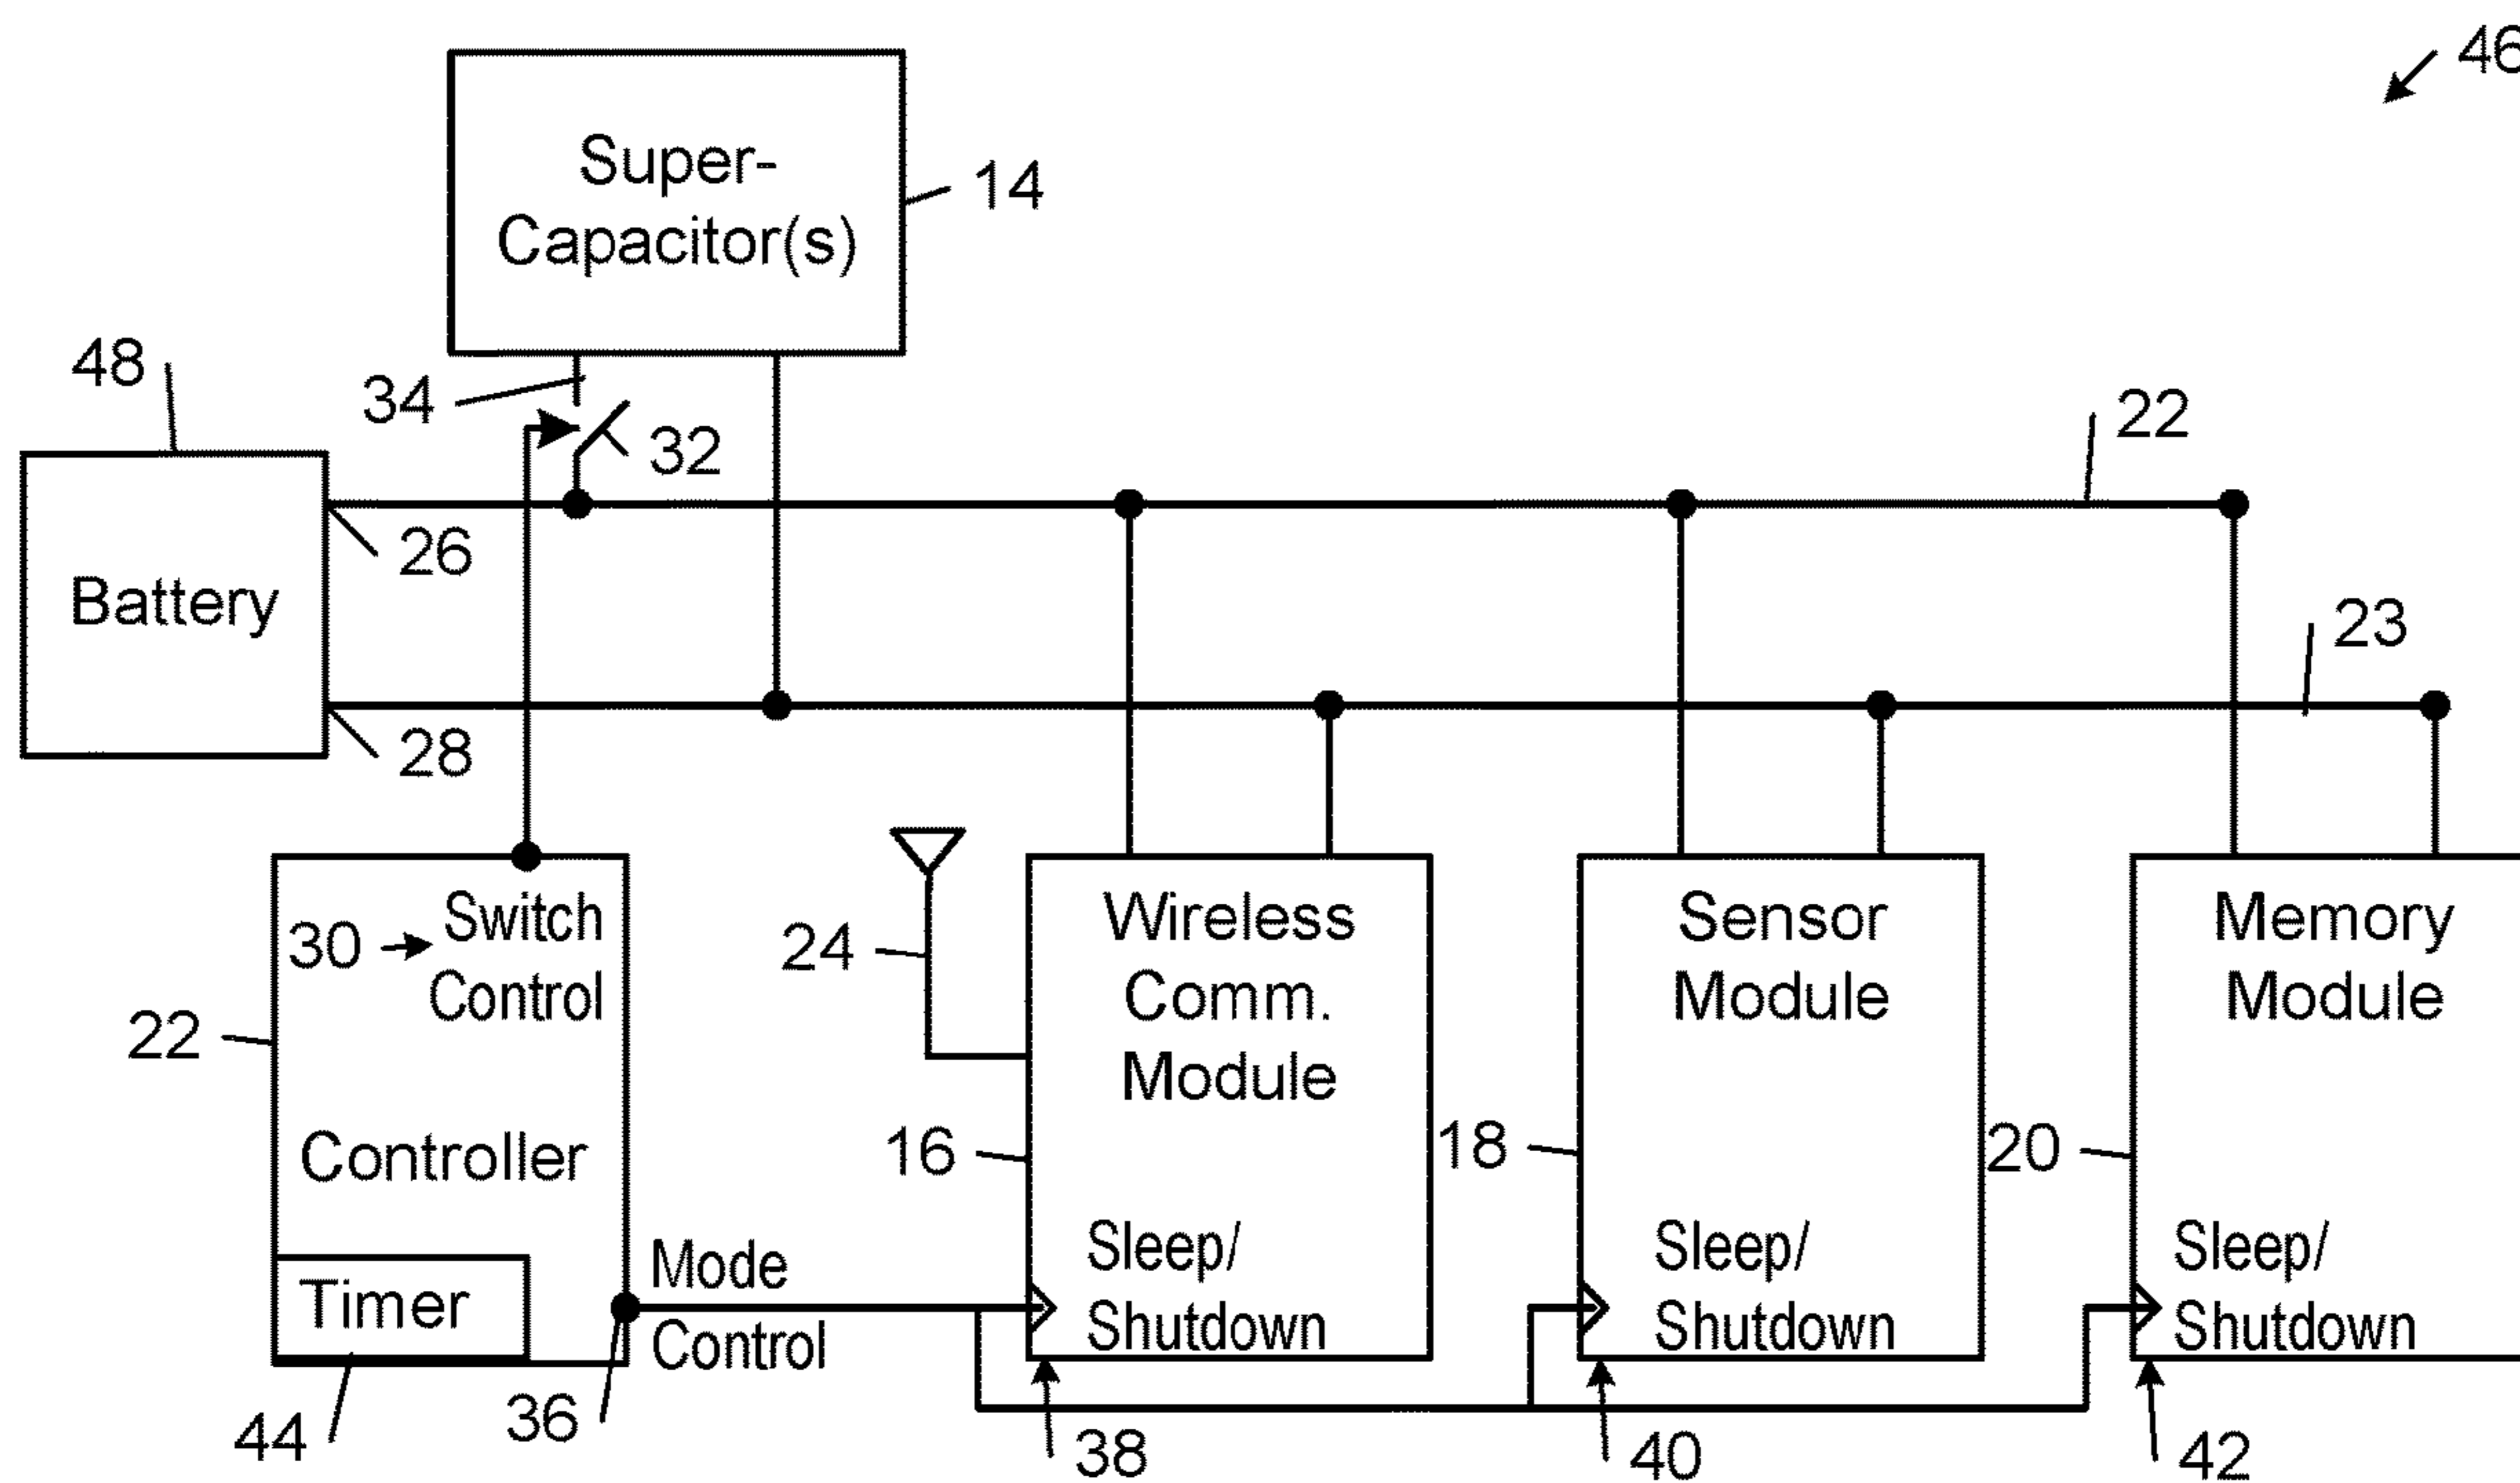 46
Super-
Capacitor(s)
14
48
34
32
22
26
Battery
23
28
30
Switch
Control
22
Controller
Timer
44
36
Mode
Control
24
Wireless
Comm.
Module
16
Sleep/
Shutdown
38
Sensor
Module
18
Sleep/
Shutdown
40
Memory
Module
20
Sleep/
Shutdown
42